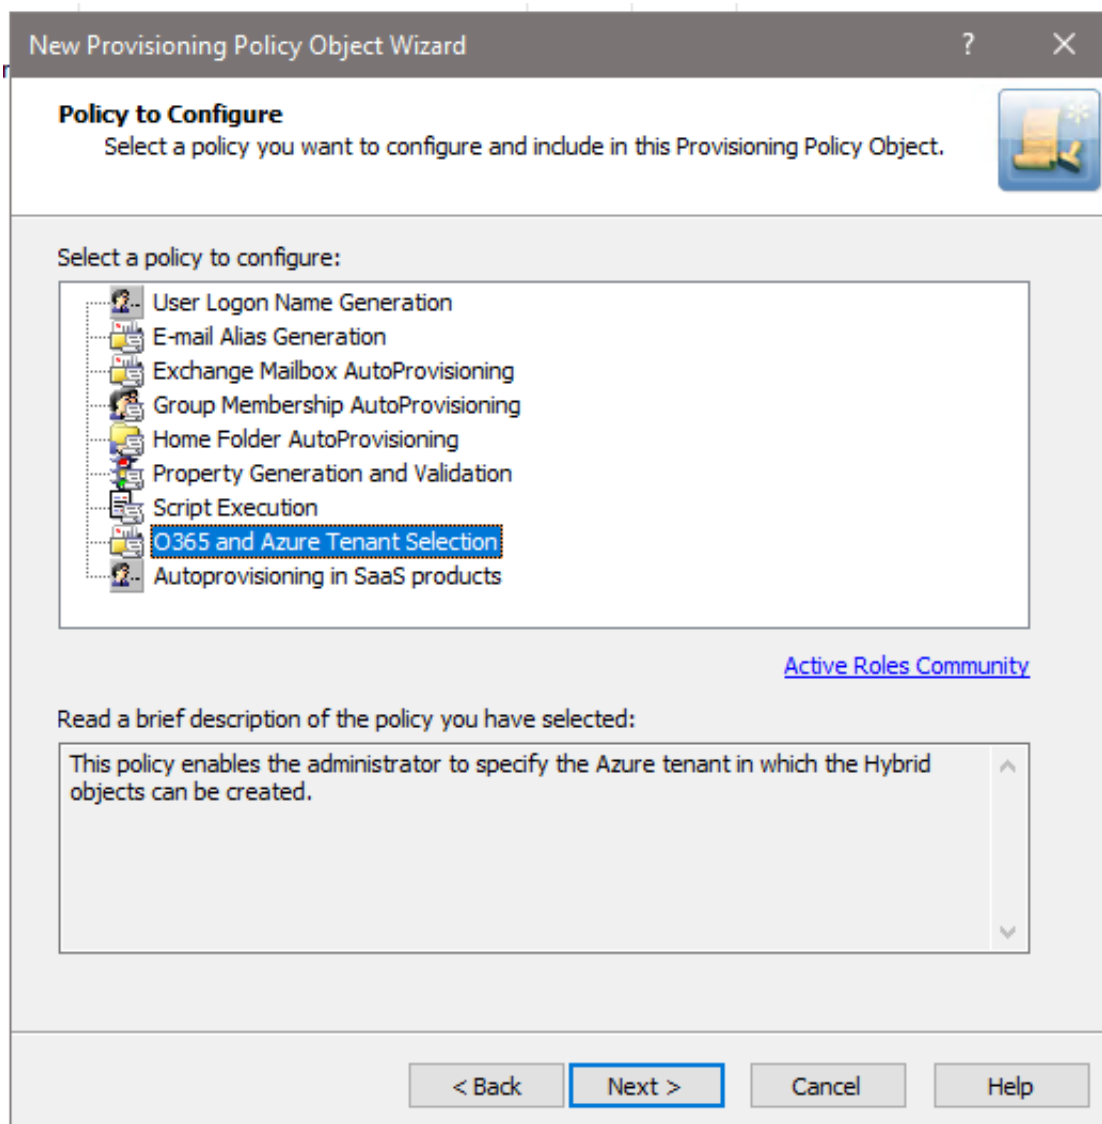 New Provisioning Policy Object Wizard
?
Policy to Configure
Select a policy you want to configure and include in this Provisioning Policy Object.
Select a policy to configure:
User Logon Name Generation
E-mail Alias Generation
Exchange Mailbox AutoProvisioning
Group Membership AutoProvisioning
Home Folder AutoProvisioning
Property Generation and Validation
Script Execution
O365 and Azure Tenant Selection
Autoprovisioning in SaaS products
Active Roles Community
Read a brief description of the policy you have selected:
This policy enables the administrator to specify the Azure tenant in which the Hybrid
objects can be created.
< Back
Next >
Cancel
Help